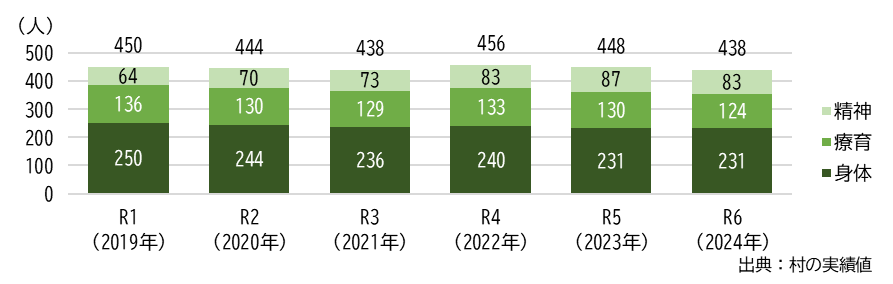 （人）
450 444 438 456 448 438
500
64 70 73 83 87 83
400
136 130 129 133 130 124
300
250 244 236 240 231 231
200
100
0
精神
療育
身体
R1 R2 R3 R4 R5 R6
（2019年） （2020年） （2021年） （2022年） （2023年） （2024年）
出典：村の実績値